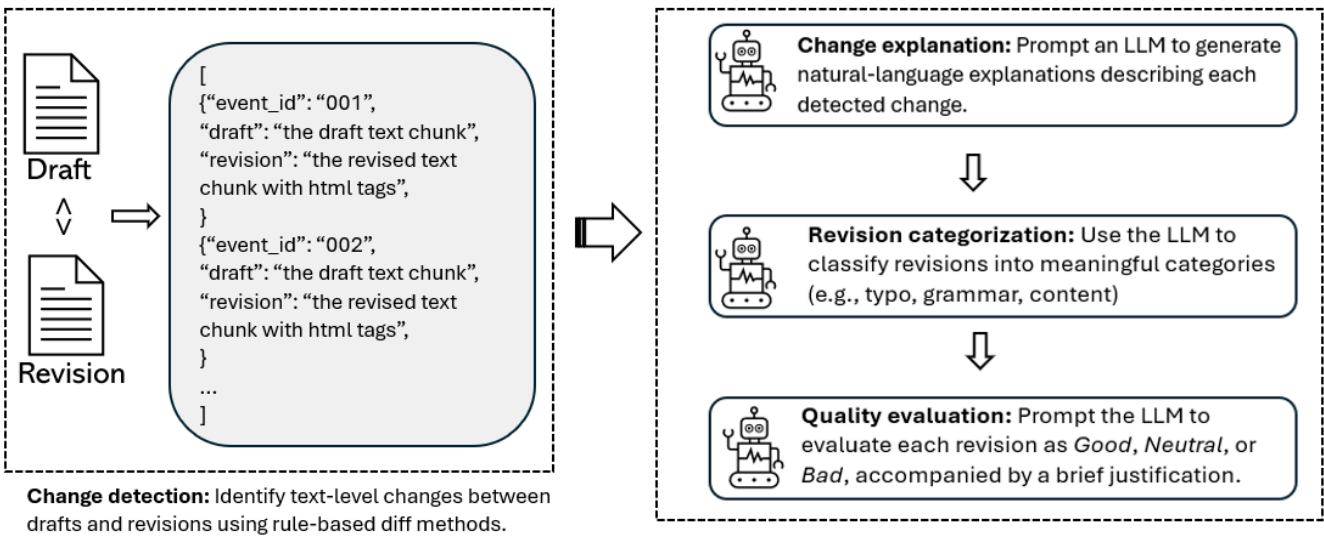 Draft
<>
Revision
[
{“event_id”: “001”,
“draft”: “the draft text chunk”,
“revision”: “the revised text
chunk with html tags”,
}
{“event_id”: “002”,
“draft”: “the draft text chunk”,
“revision”: “the revised text
chunk with html tags”,
}
...
]
Change detection: Identify text-level changes between
drafts and revisions using rule-based diff methods.
Change explanation: Prompt an LLM to generate
natural-language explanations describing each
detected change.
Revision categorization: Use the LLM to
classify revisions into meaningful categories
(e.g., typo, grammar, content)
Quality evaluation: Prompt the LLM to
evaluate each revision as Good, Neutral, or
Bad, accompanied by a brief justification.